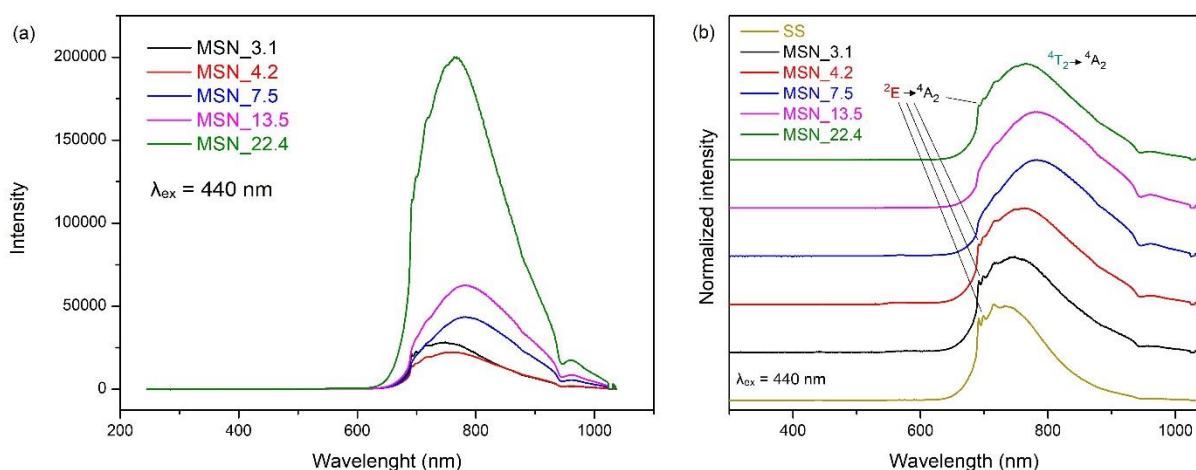 (a)
MSN_3.1
MSN_4.2
MSN_7.5
MSN_13.5
MSN_22.4
λex = 440 nm
Intensity
200000
150000
100000
50000
0
200
400
600
800
1000
Wavelenght (nm)
(b)
SS
MSN_3.1
MSN_4.2
MSN_7.5
MSN_13.5
MSN_22.4
⁴T₂→⁴A₂
²E→⁴A₂
λex = 440 nm
Normalized intensity
400
600
800
1000
Wavelength (nm)